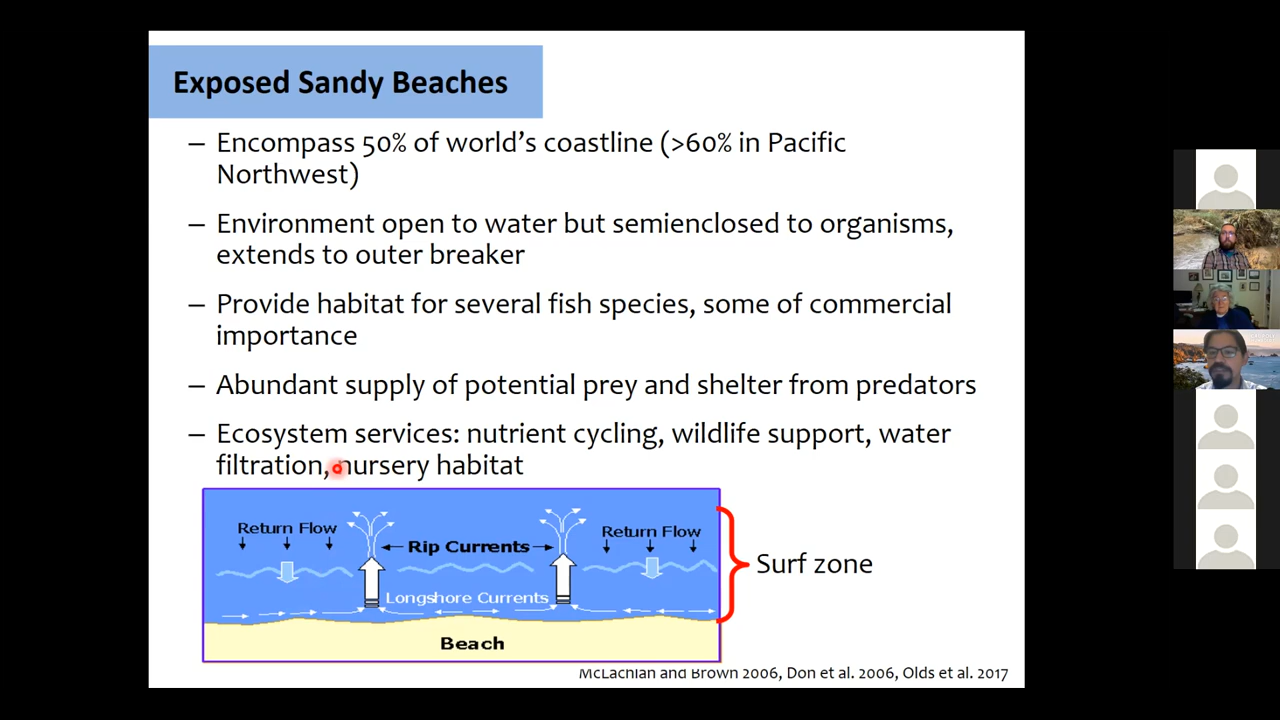 Exposed Sandy Beaches
– Encompass 50% of world's coastline (>60% in Pacific
Northwest)
– Environment open to water but semienclosed to organisms,
extends to outer breaker
– Provide habitat for several fish species, some of commercial
importance
– Abundant supply of potential prey and shelter from predators
– Ecosystem services: nutrient cycling, wildlife support, water
filtration, nursery habitat
Return Flow
Return Flow
Rip Currents
Surf zone
Longshore Currents
Beach
McLachlan and Brown 2006, Don et al. 2006, Olds et al. 2017